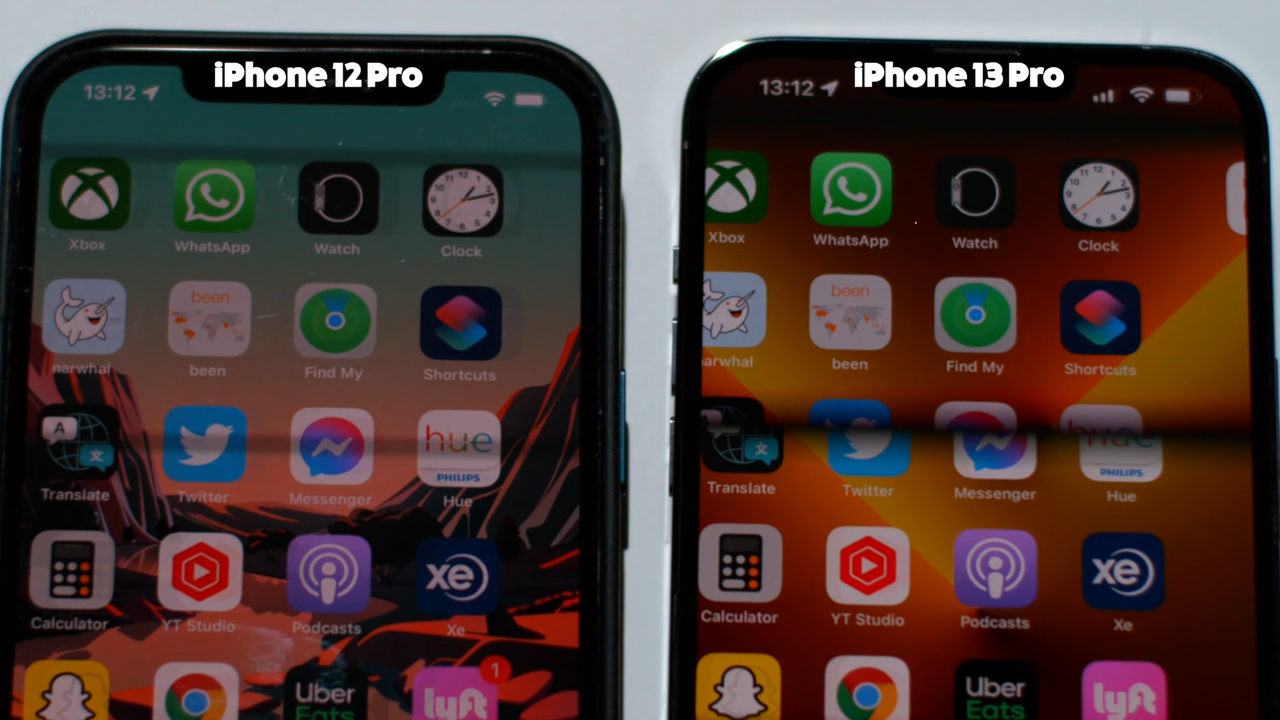 iPhone 12 Pro
13:12
Xbox
WhatsApp
Watch
Clock
narwhal
been
been
Find My
Shortcuts
A
文
Translate
Twitter
Messenger
hue
PHILIPS
Hue
Calculator
YT Studio
Podcasts
xe
Xe
Uber
Eats
lyft
1
iPhone 13 Pro
13:12
Xbox
WhatsApp
Watch
Clock
arwhal
been
been
Find My
Shortcuts
文
Translate
Twitter
Messenger
hue
PHILIPS
Hue
Calculator
YT Studio
Podcasts
xe
Xe
Uber
Eats
lyft